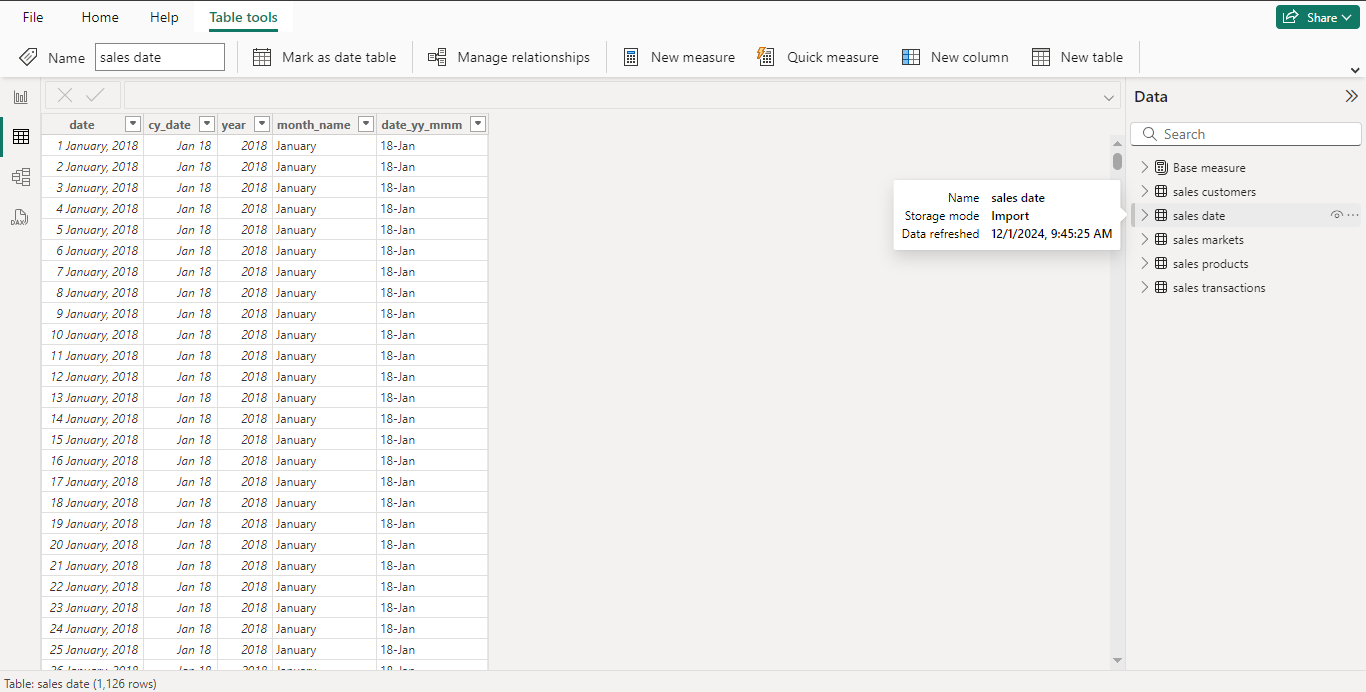 File Home Help Table tools Share
Name sales date Mark as date table Manage relationships New measure Quick measure New column New table
Data
Search
Base measure
sales customers
sales date
sales markets
sales products
sales transactions
Name sales date
Storage mode Import
Data refreshed 12/1/2024, 9:45:25 AM
DAX
date cy_date year month_name date_yy_mmm
1 January, 2018 Jan 18 2018 January 18-Jan
2 January, 2018 Jan 18 2018 January 18-Jan
3 January, 2018 Jan 18 2018 January 18-Jan
4 January, 2018 Jan 18 2018 January 18-Jan
5 January, 2018 Jan 18 2018 January 18-Jan
6 January, 2018 Jan 18 2018 January 18-Jan
7 January, 2018 Jan 18 2018 January 18-Jan
8 January, 2018 Jan 18 2018 January 18-Jan
9 January, 2018 Jan 18 2018 January 18-Jan
10 January, 2018 Jan 18 2018 January 18-Jan
11 January, 2018 Jan 18 2018 January 18-Jan
12 January, 2018 Jan 18 2018 January 18-Jan
13 January, 2018 Jan 18 2018 January 18-Jan
14 January, 2018 Jan 18 2018 January 18-Jan
15 January, 2018 Jan 18 2018 January 18-Jan
16 January, 2018 Jan 18 2018 January 18-Jan
17 January, 2018 Jan 18 2018 January 18-Jan
18 January, 2018 Jan 18 2018 January 18-Jan
19 January, 2018 Jan 18 2018 January 18-Jan
20 January, 2018 Jan 18 2018 January 18-Jan
21 January, 2018 Jan 18 2018 January 18-Jan
22 January, 2018 Jan 18 2018 January 18-Jan
23 January, 2018 Jan 18 2018 January 18-Jan
24 January, 2018 Jan 18 2018 January 18-Jan
25 January, 2018 Jan 18 2018 January 18-Jan
Table: sales date (1,126 rows)